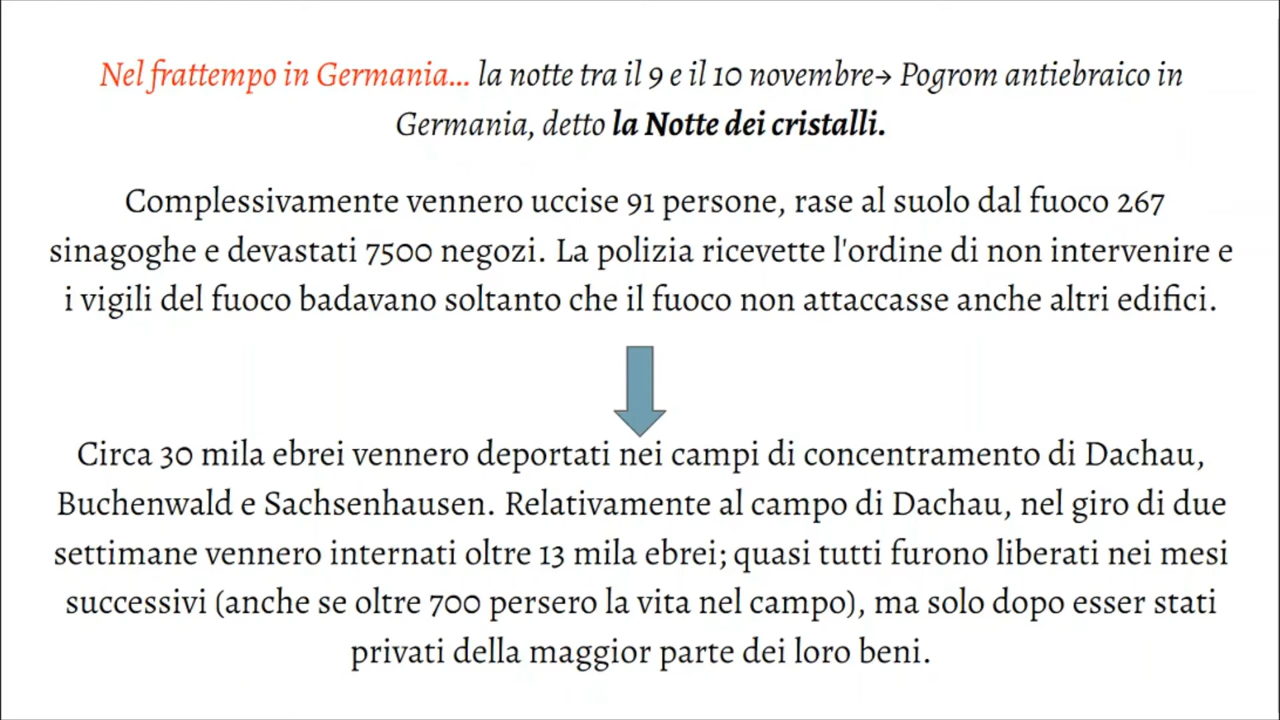 Nel frattempo in Germania... la notte tra il 9 e il 10 novembre→ Pogrom antiebraico in
Germania, detto la Notte dei cristalli.
Complessivamente vennero uccise 91 persone, rase al suolo dal fuoco 267
sinagoghe e devastati 7500 negozi. La polizia ricevette l'ordine di non intervenire e
i vigili del fuoco badavano soltanto che il fuoco non attaccasse anche altri edifici.
Circa 30 mila ebrei vennero deportati nei campi di concentramento di Dachau,
Buchenwald e Sachsenhausen. Relativamente al campo di Dachau, nel giro di due
settimane vennero internati oltre 13 mila ebrei; quasi tutti furono liberati nei mesi
successivi (anche se oltre 700 persero la vita nel campo), ma solo dopo esser stati
privati della maggior parte dei loro beni.